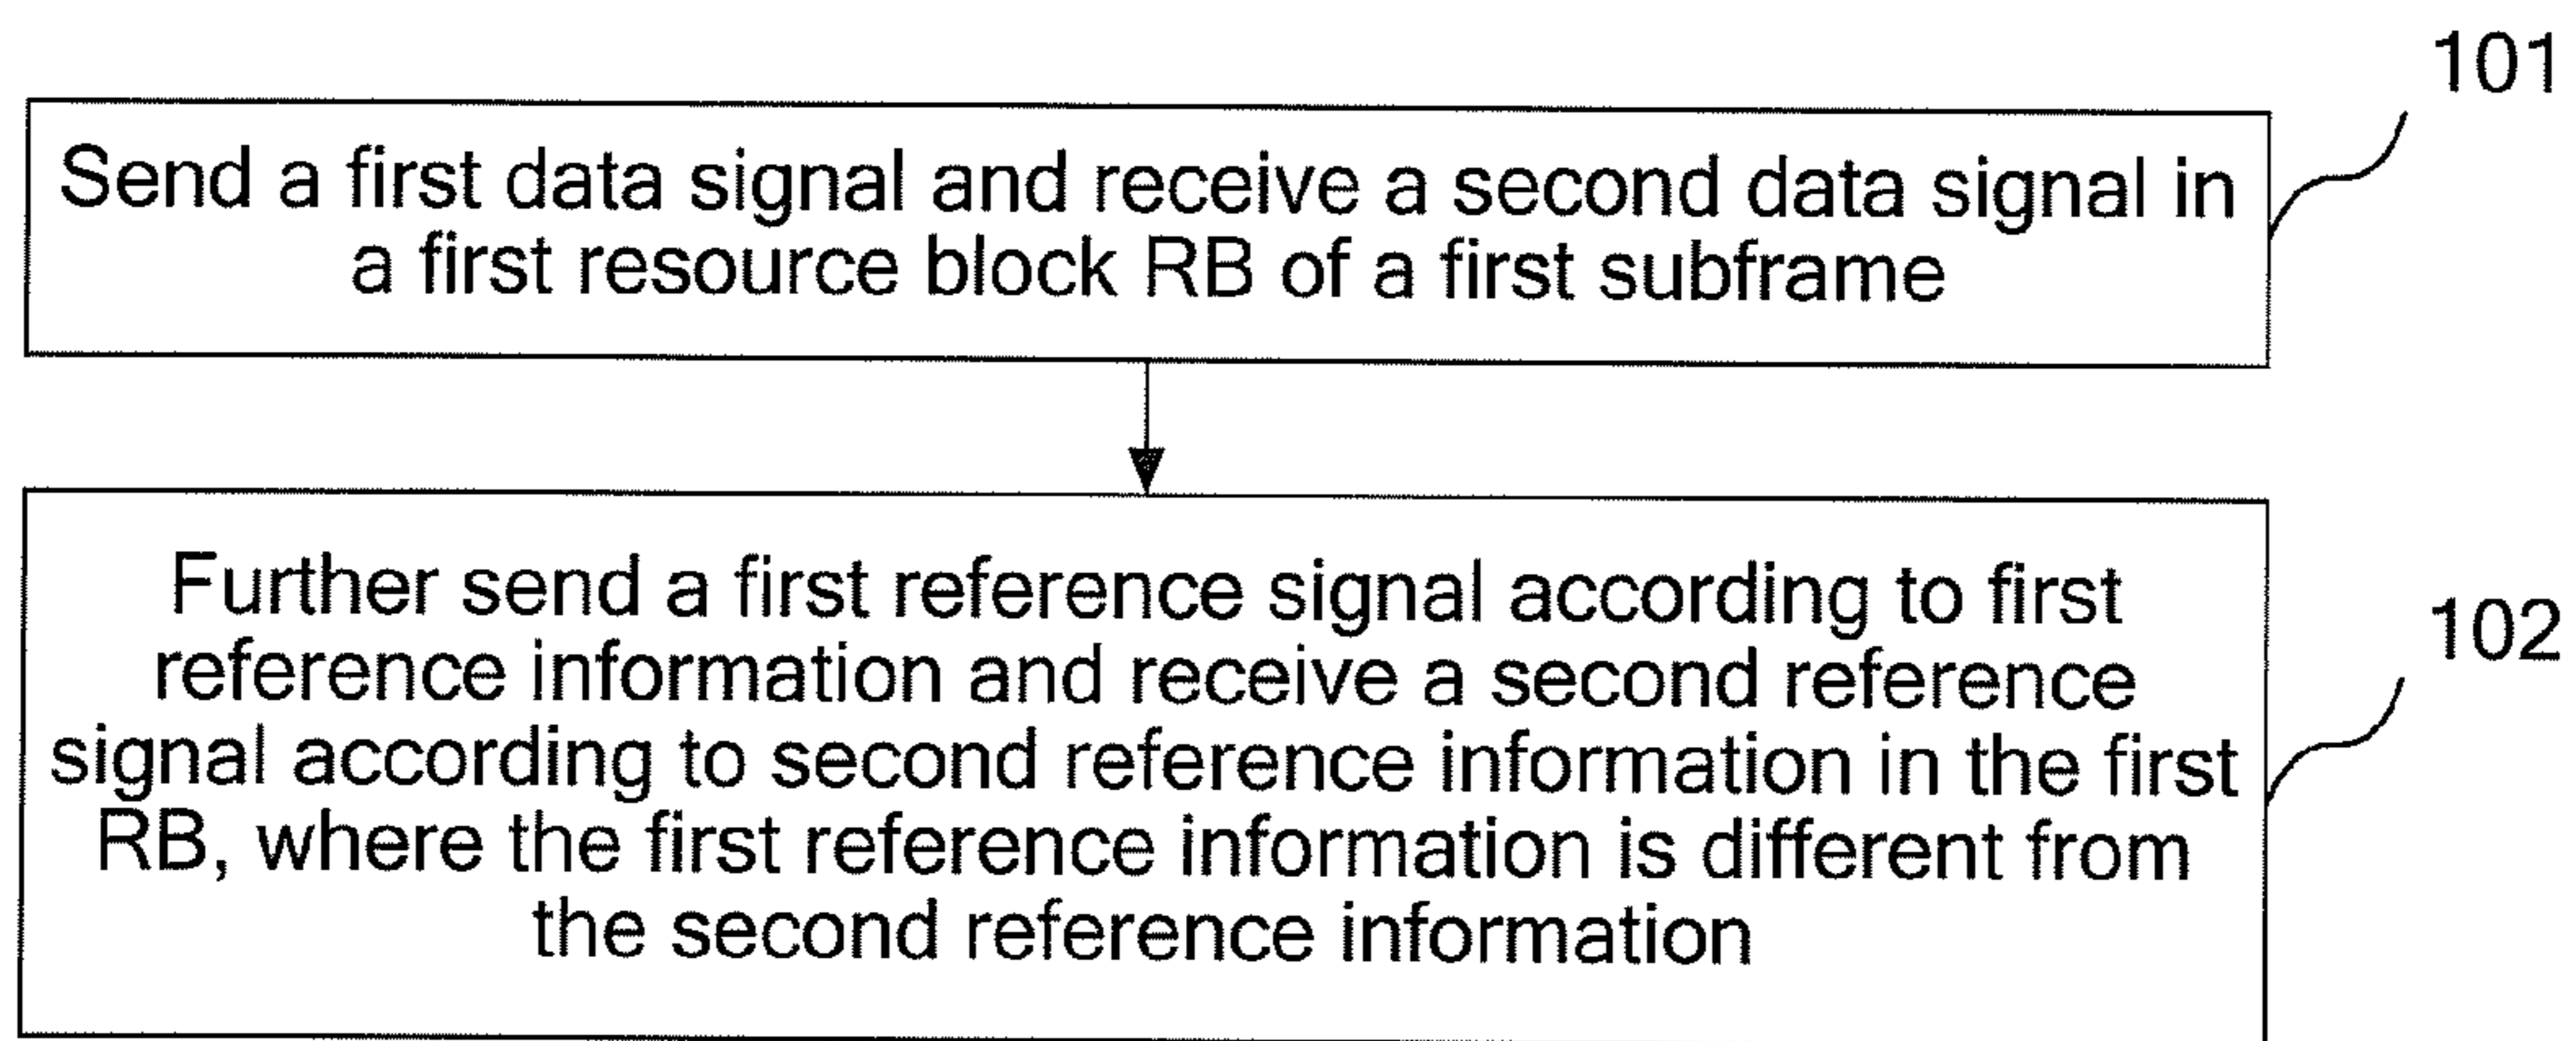 101
Send a first data signal and receive a second data signal in
a first resource block RB of a first subframe
Further send a first reference signal according to first
reference information and receive a second reference
signal according to second reference information in the first
RB, where the first reference information is different from
the second reference information
102